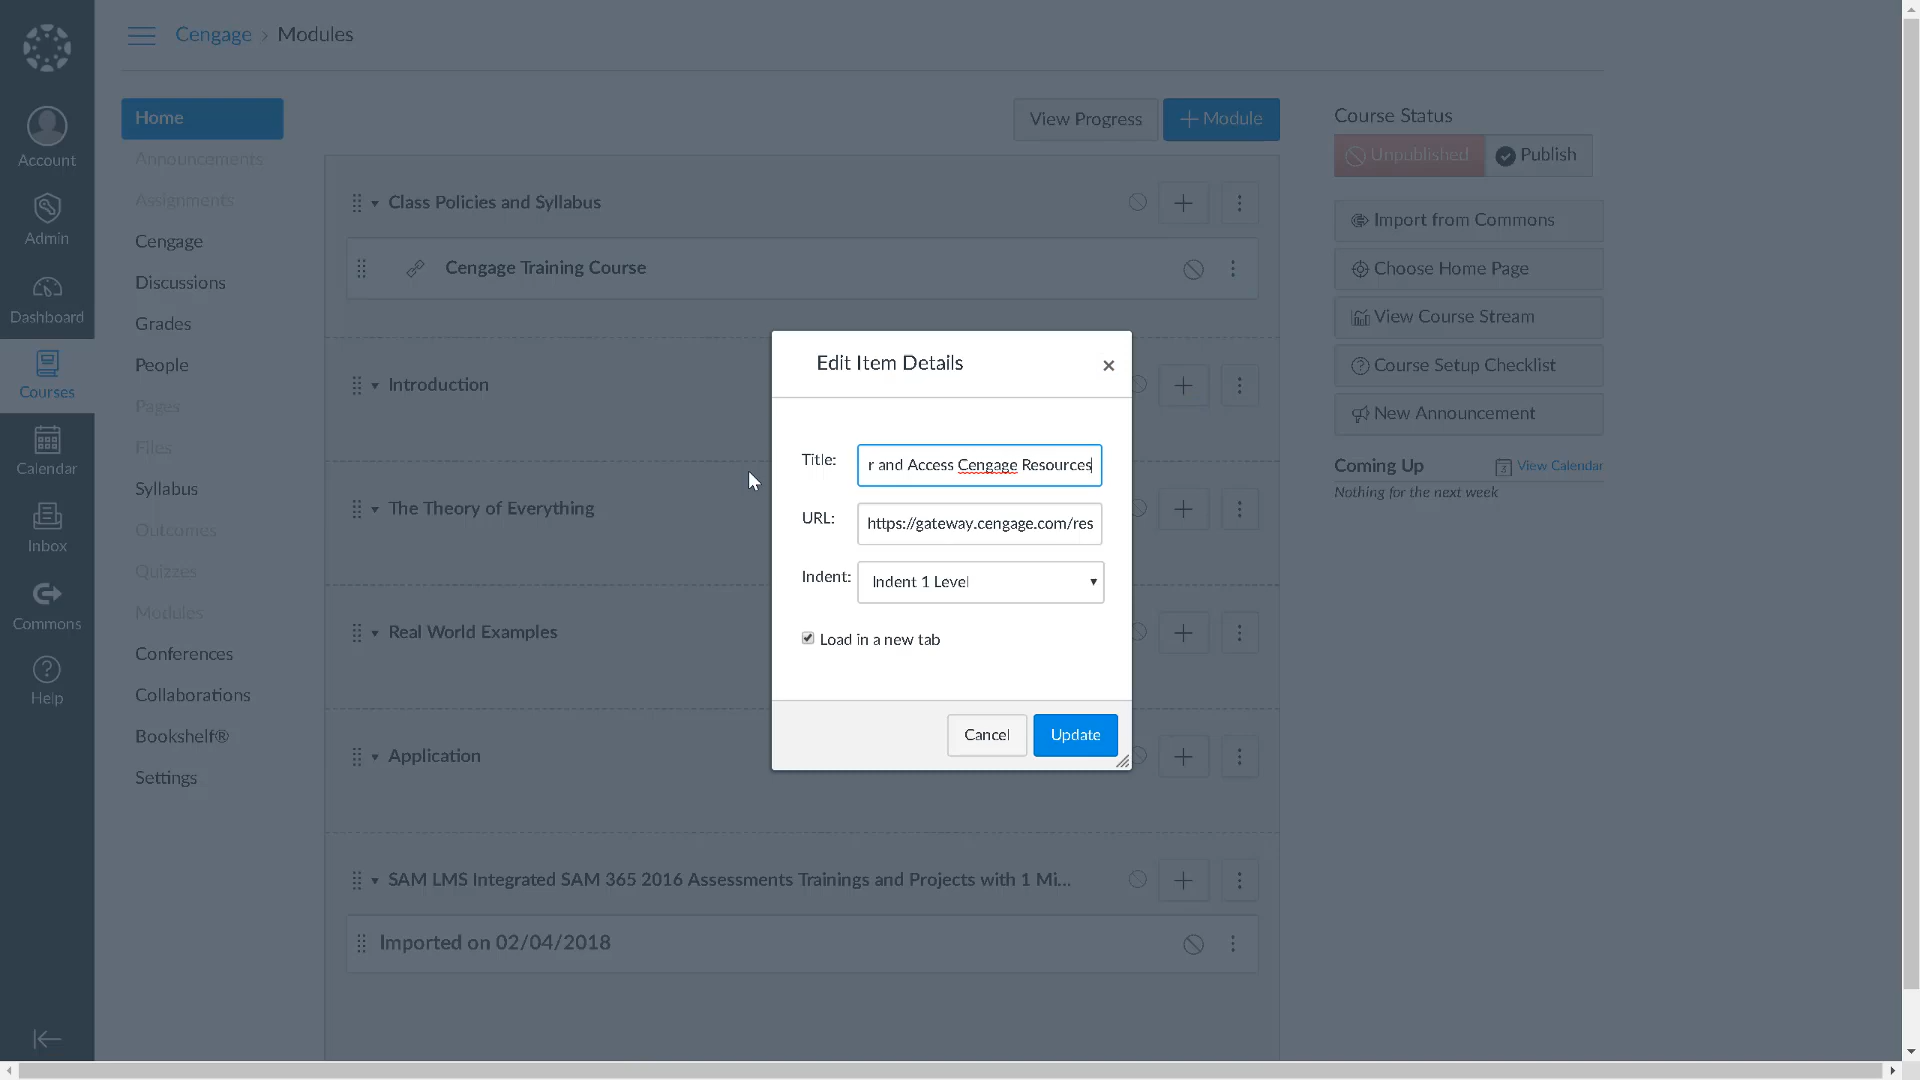 Cengage › Modules
Account
Admin
Dashboard
Courses
Calendar
Inbox
Commons
Help
Home
Announcements
Assignments
Cengage
Discussions
Grades
People
Pages
Files
Syllabus
Outcomes
Quizzes
Modules
Conferences
Collaborations
Bookshelf®
Settings
View Progress
Module
Class Policies and Syllabus
Cengage Training Course
Introduction
The Theory of Everything
Real World Examples
Application
SAM LMS Integrated SAM 365 2016 Assessments Trainings and Projects with 1 Mi...
Imported on 02/04/2018
Edit Item Details
Title: r and Access Cengage Resources
URL: https://gateway.cengage.com/res
Indent: Indent 1 Level
Load in a new tab
Cancel Update
Course Status
Unpublished Publish
Import from Commons
Choose Home Page
View Course Stream
Course Setup Checklist
New Announcement
Coming Up 3 View Calendar
Nothing for the next week